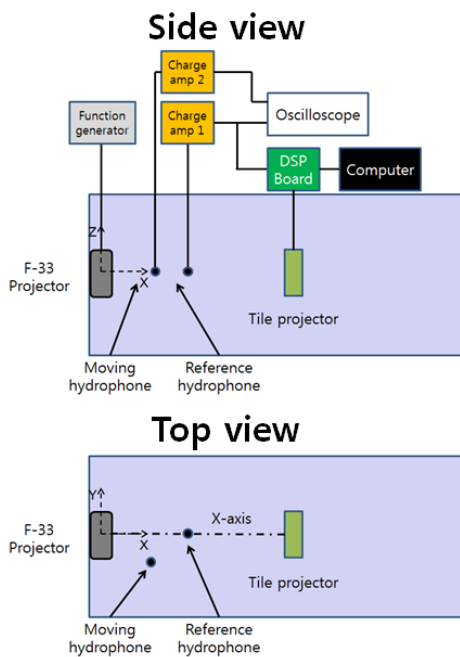 Side view
Charge
amp 2
Function
generator
Charge
amp 1
Oscilloscope
DSP
Board
Computer
Z
F-33
Projector
X
Tile projector
Moving
hydrophone
Reference
hydrophone
Top view
Y
X-axis
F-33
Projector
X
Tile projector
Moving
hydrophone
Reference
hydrophone